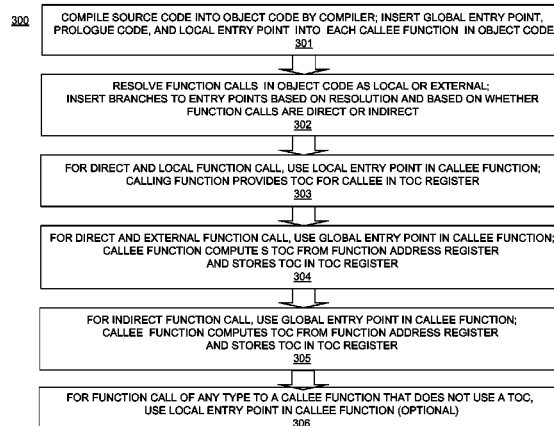 300
COMPILE SOURCE CODE INTO OBJECT CODE BY COMPILER; INSERT GLOBAL ENTRY POINT,
PROLOGUE CODE, AND LOCAL ENTRY POINT INTO EACH CALLEE FUNCTION IN OBJECT CODE
301
RESOLVE FUNCTION CALLS IN OBJECT CODE AS LOCAL OR EXTERNAL;
INSERT BRANCHES TO ENTRY POINTS BASED ON RESOLUTION AND BASED ON WHETHER
FUNCTION CALLS ARE DIRECT OR INDIRECT
302
FOR DIRECT AND LOCAL FUNCTION CALL, USE LOCAL ENTRY POINT IN CALLEE FUNCTION;
CALLING FUNCTION PROVIDES TOC FOR CALLEE IN TOC REGISTER
303
FOR DIRECT AND EXTERNAL FUNCTION CALL, USE GLOBAL ENTRY POINT IN CALLEE FUNCTION;
CALLEE FUNCTION COMPUTE S TOC FROM FUNCTION ADDRESS REGISTER
AND STORES TOC IN TOC REGISTER
304
FOR INDIRECT FUNCTION CALL, USE GLOBAL ENTRY POINT IN CALLEE FUNCTION;
CALLEE FUNCTION COMPUTES TOC FROM FUNCTION ADDRESS REGISTER
AND STORES TOC IN TOC REGISTER
305
FOR FUNCTION CALL OF ANY TYPE TO A CALLEE FUNCTION THAT DOES NOT USE A TOC,
USE LOCAL ENTRY POINT IN CALLEE FUNCTION (OPTIONAL)
306